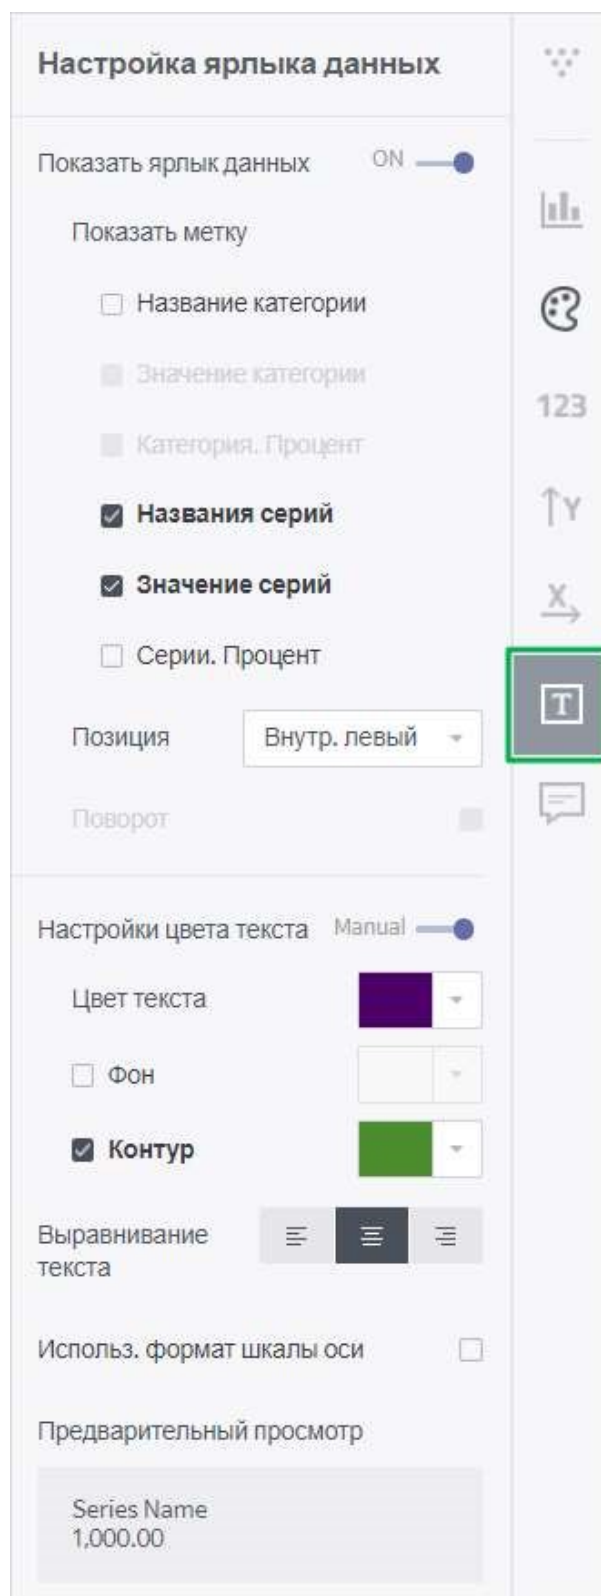 Настройка ярлыка данных
Показать ярлык данных ON
Показать метку
Название категории
Значение категории
Категория. Процент
Названия серий
Значение серий
Серии. Процент
Позиция Внутр. левый
Поворот
Настройки цвета текста Manual
Цвет текста
Фон
Контур
Выравнивание
текста
Использ. формат шкалы оси
Предварительный просмотр
Series Name
1,000.00
123
Y
X
T